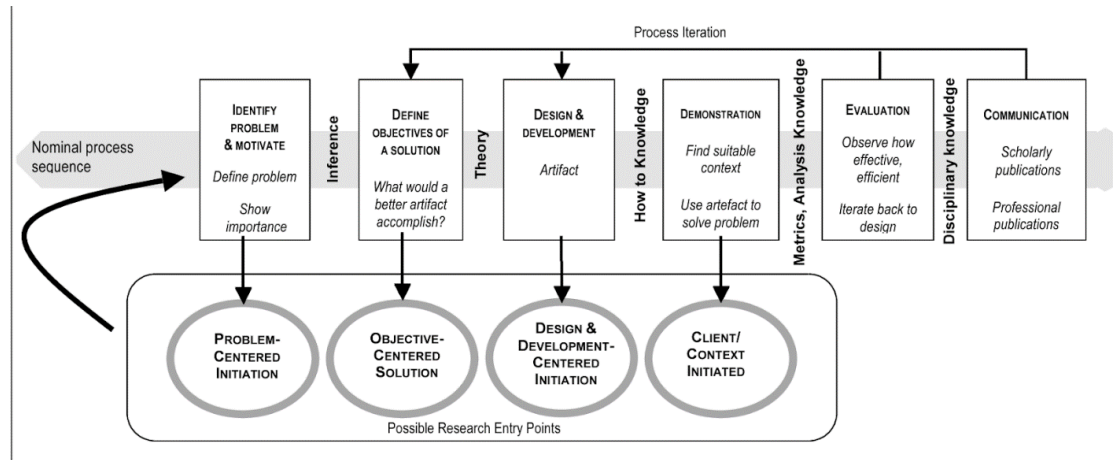 Process Iteration
Nominal process
sequence
IDENTIFY
PROBLEM
& MOTIVATE
Define problem
Show
importance
Inference
DEFINE
OBJECTIVES OF
A SOLUTION
What would a
better artifact
accomplish?
Theory
DESIGN &
DEVELOPMENT
Artifact
How to Knowledge
DEMONSTRATION
Find suitable
context
Use artefact to
solve problem
Metrics, Analysis Knowledge
EVALUATION
Observe how
effective,
efficient
Iterate back to
design
Disciplinary knowledge
COMMUNICATION
Scholarly
publications
Professional
publications
PROBLEM-
CENTERED
INITIATION
OBJECTIVE-
CENTERED
SOLUTION
DESIGN &
DEVELOPMENT-
CENTERED
INITIATION
CLIENT/
CONTEXT
INITIATED
Possible Research Entry Points